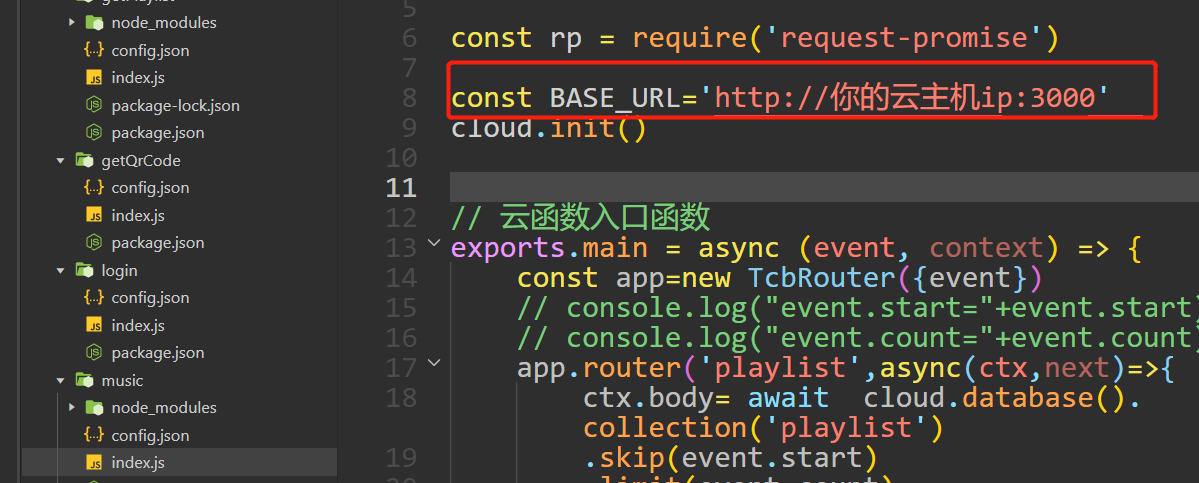 node_modules
config.json
index.js
package-lock.json
package.json
getQrCode
config.json
index.js
package.json
login
config.json
index.js
package.json
music
node_modules
config.json
index.js
5
6 const rp = require('request-promise')
7
8 const BASE_URL='http://你的云主机ip:3000'
9 cloud.init()
10
11
12 // 云函数入口函数
13 exports.main = async (event, context) => {
14 const app=new TcbRouter({event})
15 // console.log("event.start="+event.start)
16 // console.log("event.count="+event.count)
17 app.router('playlist',async(ctx,next)=>{
18 ctx.body= await cloud.database().
collection('playlist')
19 .skip(event.start)